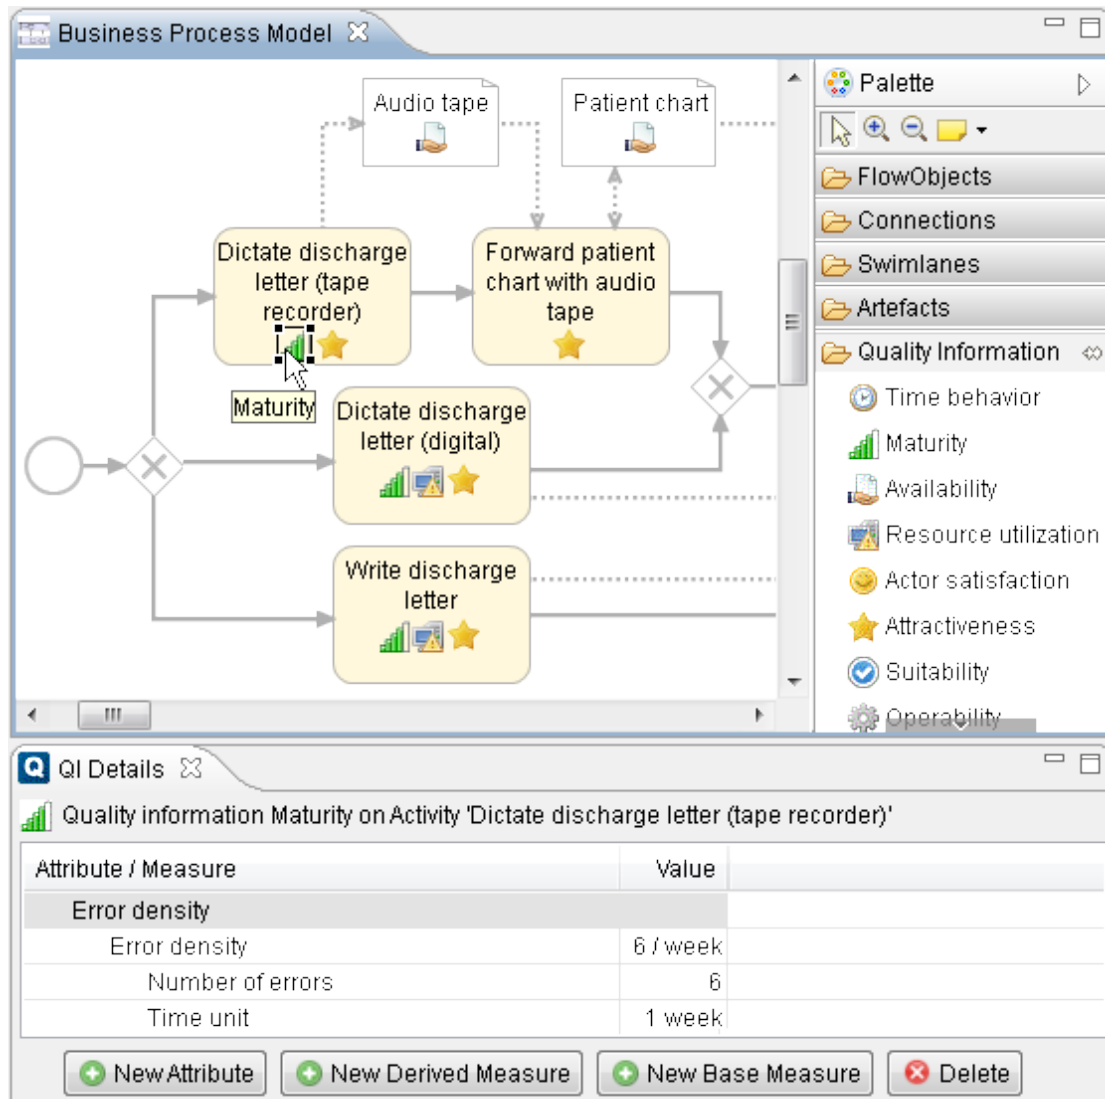 Business Process Model
Audio tape
Patient chart
Dictate discharge
letter (tape
recorder)
Forward patient
chart with audio
tape
Maturity
Dictate discharge
letter (digital)
Write discharge
letter
Palette
FlowObjects
Connections
Swimlanes
Artefacts
Quality Information
Time behavior
Maturity
Availability
Resource utilization
Actor satisfaction
Attractiveness
Suitability
Operability
Q QI Details
Quality information Maturity on Activity 'Dictate discharge letter (tape recorder)'
Attribute / Measure Value
Error density
Error density 6 / week
Number of errors 6
Time unit 1 week
New Attribute New Derived Measure New Base Measure Delete